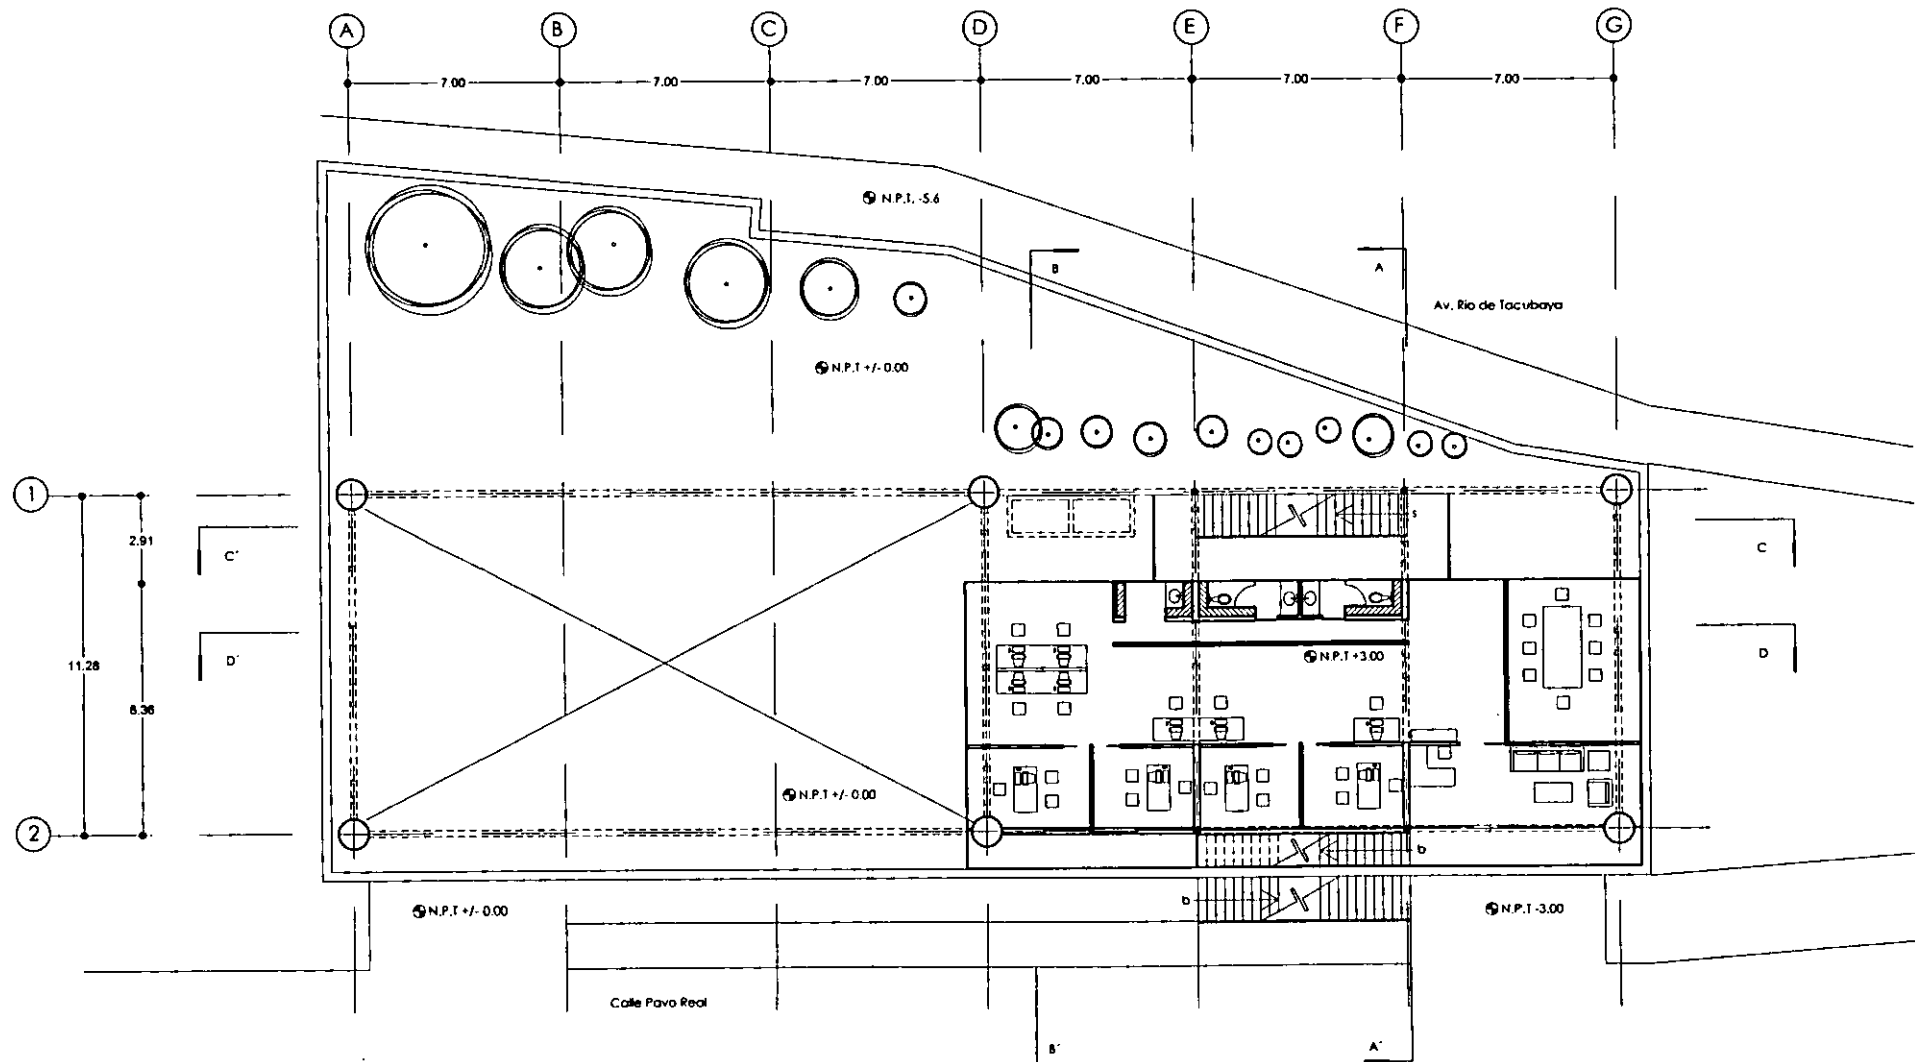 A B C D E F G
7.00 7.00 7.00 7.00 7.00 7.00
N.P.T. -5.6
B A
Av. Rio de Tacubaya
N.P.T +/- 0.00
1
s
2.91
C´ C
N.P.T +3.00
D´ D
11.28
8.36
N.P.T +/- 0.00
2
b
b
N.P.T +/- 0.00
N.P.T -3.00
Calle Pavo Real
B´ A´